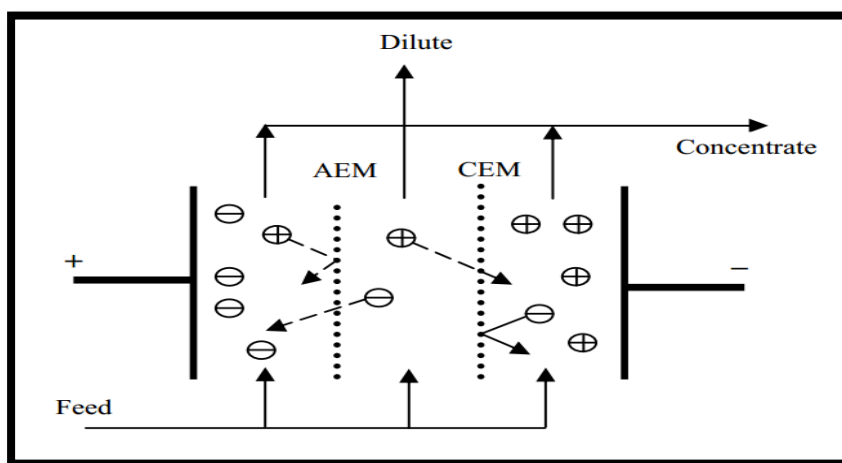 Dilute
Concentrate
AEM
CEM
+
−
Feed